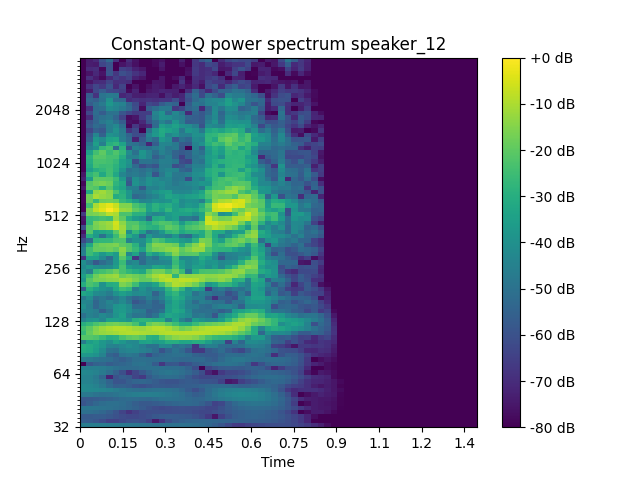 Constant-Q power spectrum speaker_12
Hz
2048
1024
512
256
128
64
32
0 0.15 0.3 0.45 0.6 0.75 0.9 1.1 1.2 1.4
Time
+0 dB
-10 dB
-20 dB
-30 dB
-40 dB
-50 dB
-60 dB
-70 dB
-80 dB